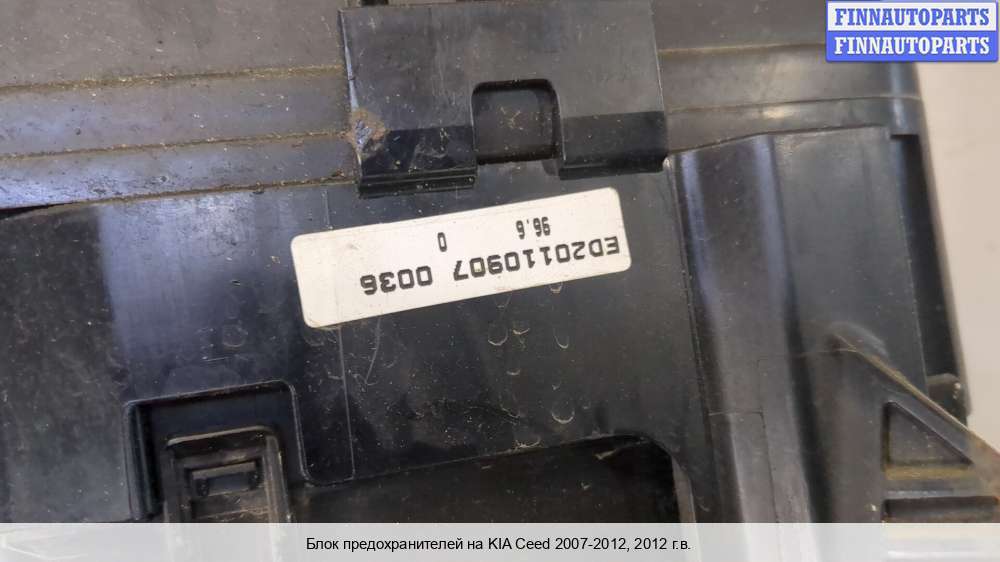 FINNAUTOPARTS
FINNAUTOPARTS
ED20110907 0036
96.6 0
Блок предохранителей на KIA Ceed 2007-2012, 2012 г.в.